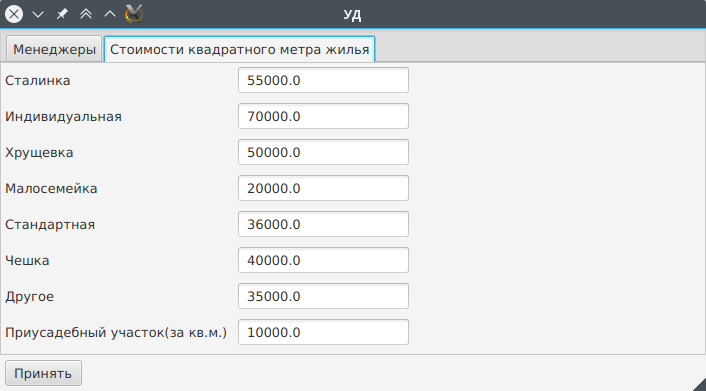 УД
Менеджеры Стоимости квадратного метра жилья
Сталинка 55000.0
Индивидуальная 70000.0
Хрущевка 50000.0
Малосемейка 20000.0
Стандартная 36000.0
Чешка 40000.0
Другое 35000.0
Приусадебный участок(за кв.м.) 10000.0
Принять